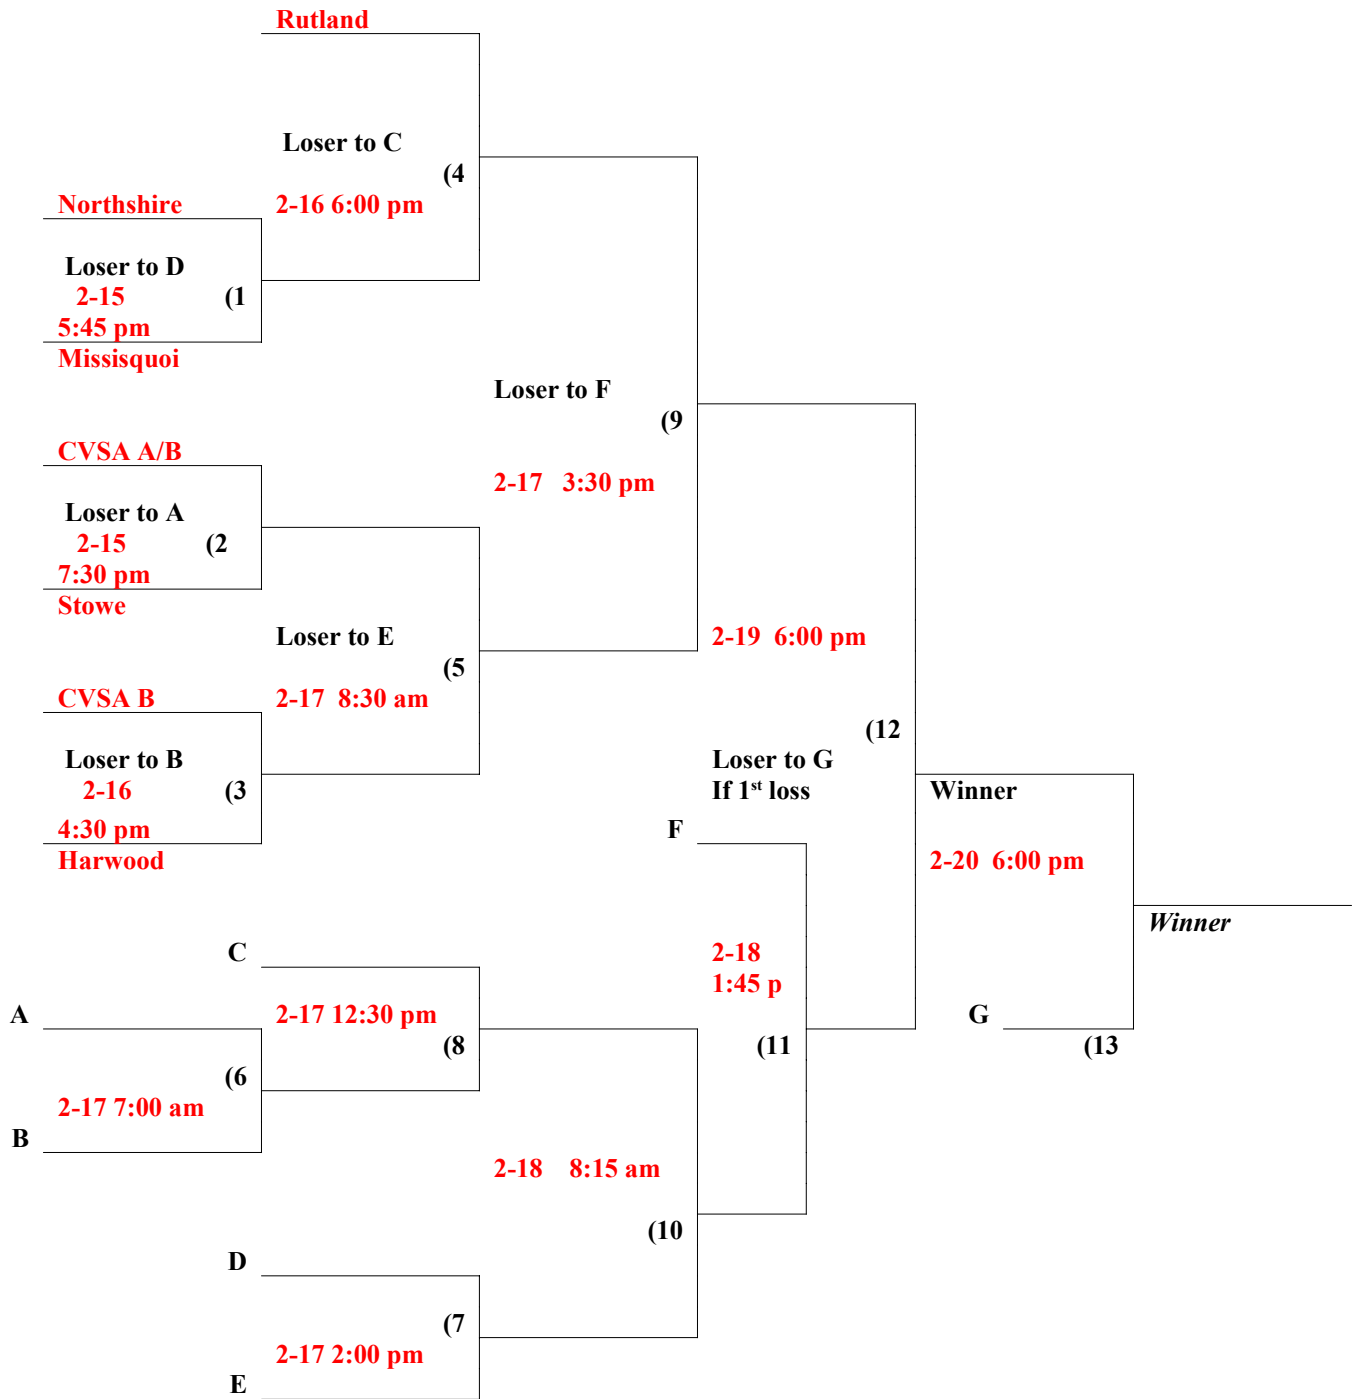 Rutland
Loser to C
(4
2-16 6:00 pm
Northshire
Loser to D
2-15 (1
5:45 pm
Missisquoi
Loser to F
(9
2-17 3:30 pm
CVSA A/B
Loser to A
2-15 (2
7:30 pm
Stowe
Loser to E
(5
2-17 8:30 am
2-19 6:00 pm
CVSA B
Loser to B
2-16 (3
4:30 pm
Harwood
(12
Loser to G
If 1st loss
Winner
2-20 6:00 pm
F
Winner
2-18
1:45 p
(11
G
(13
C
2-17 12:30 pm
(8
A
(6
2-17 7:00 am
B
2-18 8:15 am
(10
D
(7
2-17 2:00 pm
E